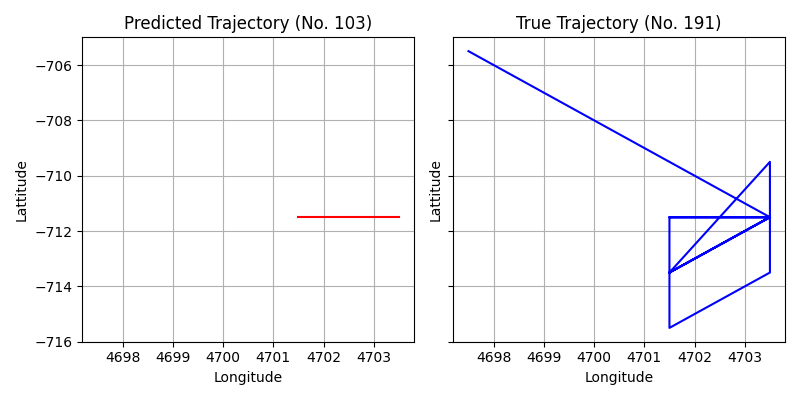 Predicted Trajectory (No. 103)
True Trajectory (No. 191)
−706
−708
−710
−712
−714
−716
Lattitude
Lattitude
4698 4699 4700 4701 4702 4703
4698 4699 4700 4701 4702 4703
Longitude
Longitude